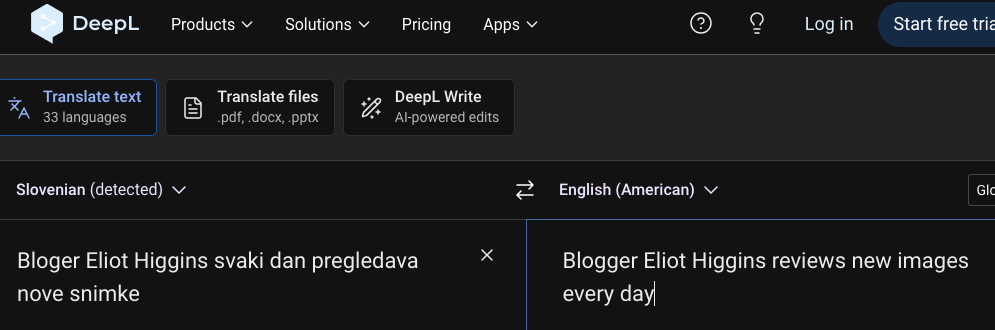 DeepL
Products
Solutions
Pricing
Apps
Log in
Start free tria
Translate text
33 languages
Translate files
.pdf, .docx, .pptx
DeepL Write
AI-powered edits
Slovenian (detected)
English (American)
Glo
Bloger Eliot Higgins svaki dan pregledava
nove snimke
Blogger Eliot Higgins reviews new images
every day